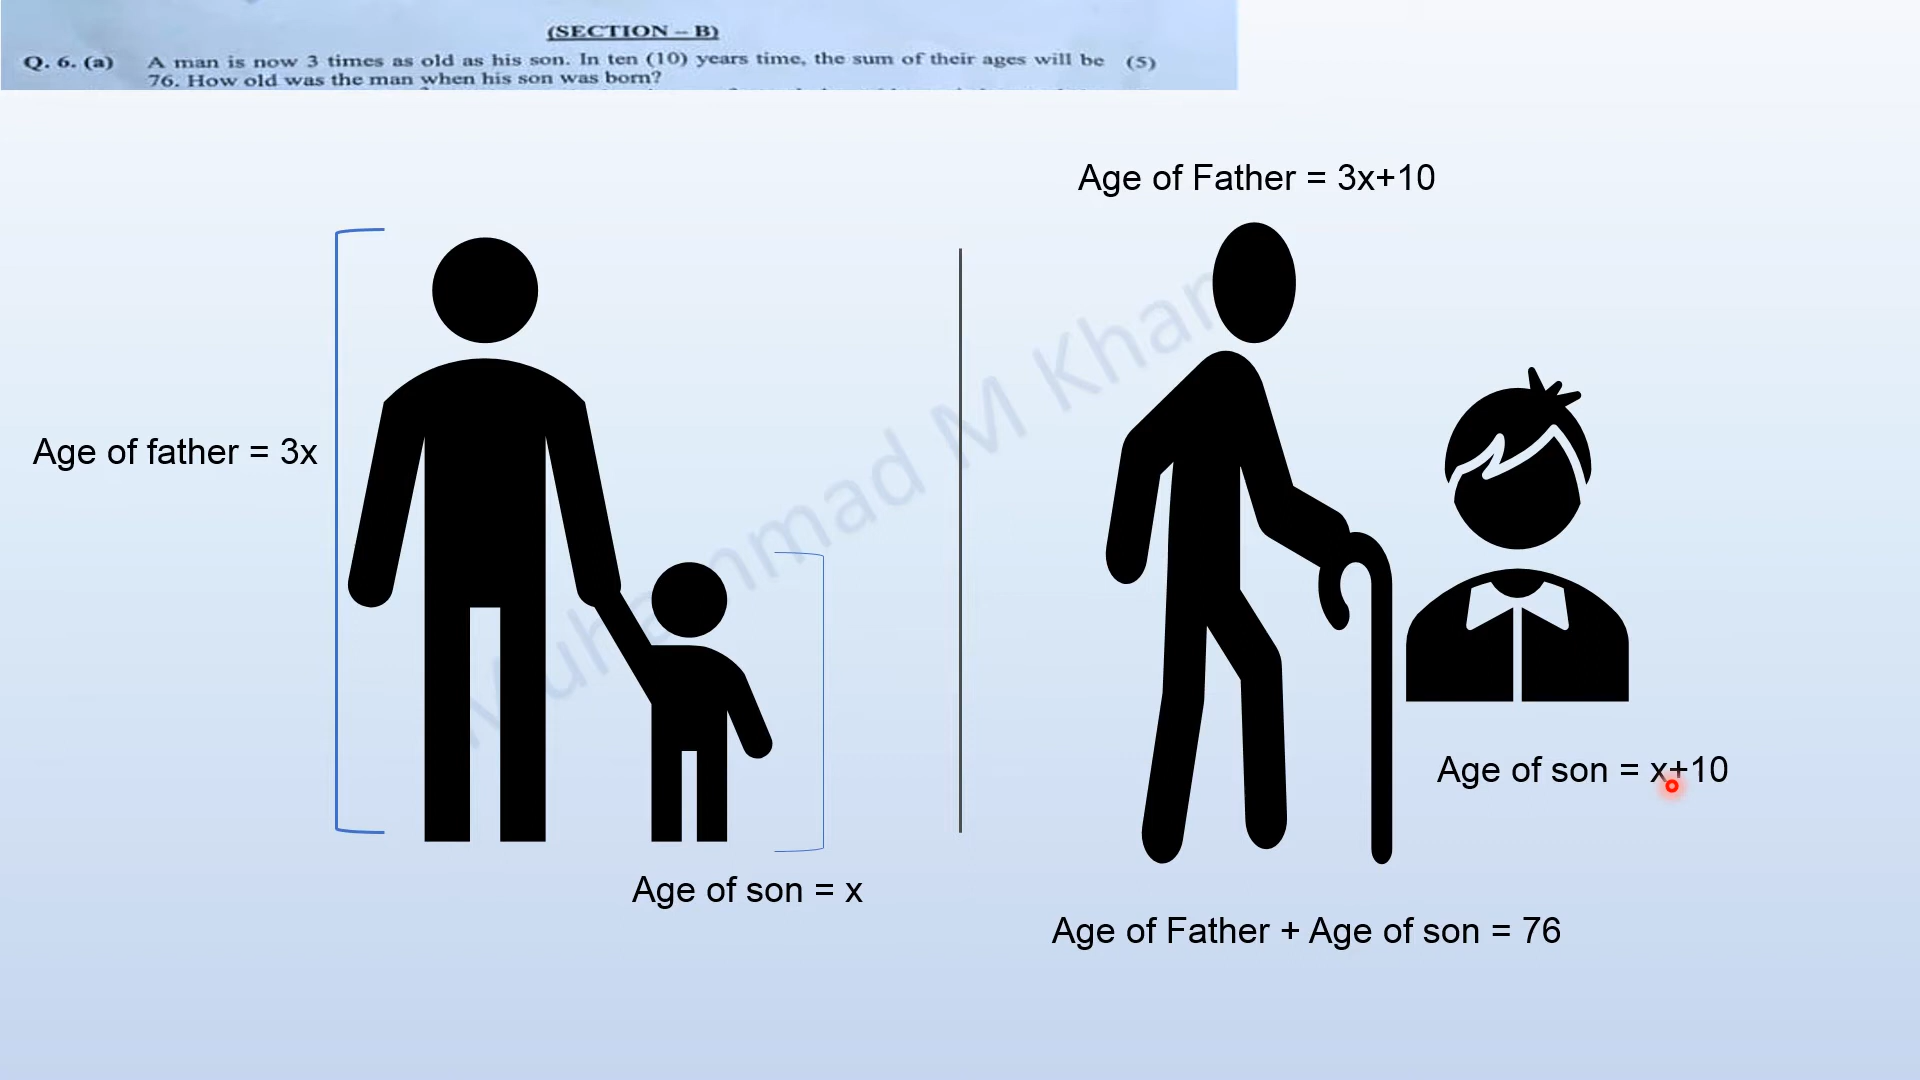 (SECTION – B)
Q. 6. (a) A man is now 3 times as old as his son. In ten (10) years time, the sum of their ages will be (5)
76. How old was the man when his son was born?
Age of Father = 3x+10
Age of father = 3x
Muhammad M Khan
Age of son = x+10
Age of son = x
Age of Father + Age of son = 76